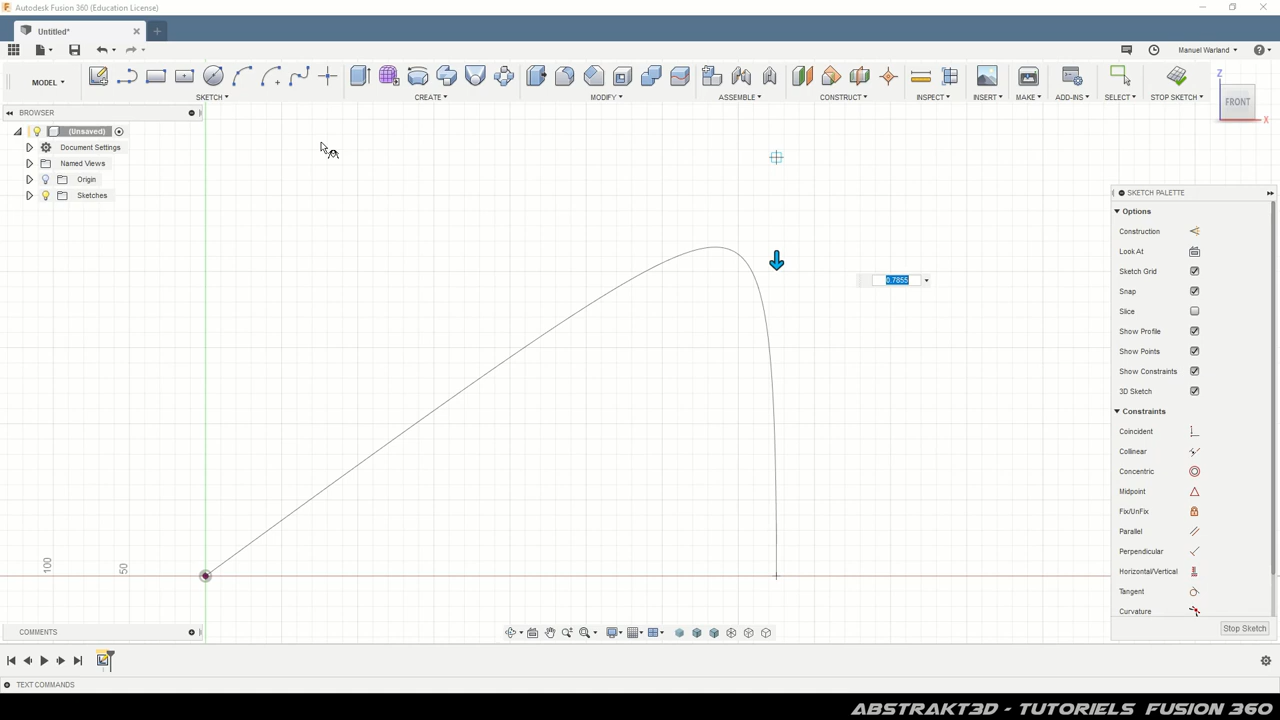 Autodesk Fusion 360 (Education License)
Untitled*
Manuel Warland
MODEL
SKETCH
CREATE
MODIFY
ASSEMBLE
CONSTRUCT
INSPECT
INSERT
MAKE
ADD-INS
SELECT
STOP SKETCH
Z
FRONT
X
BROWSER
(Unsaved)
Document Settings
Named Views
Origin
Sketches
0.7855
100
50
SKETCH PALETTE
Options
Construction
Look At
Sketch Grid
Snap
Slice
Show Profile
Show Points
Show Constraints
3D Sketch
Constraints
Coincident
Collinear
Concentric
Midpoint
Fix/UnFix
Parallel
Perpendicular
Horizontal/Vertical
Tangent
Curvature
Stop Sketch
COMMENTS
TEXT COMMANDS
ABSTRAKT3D - TUTORIELS FUSION 360